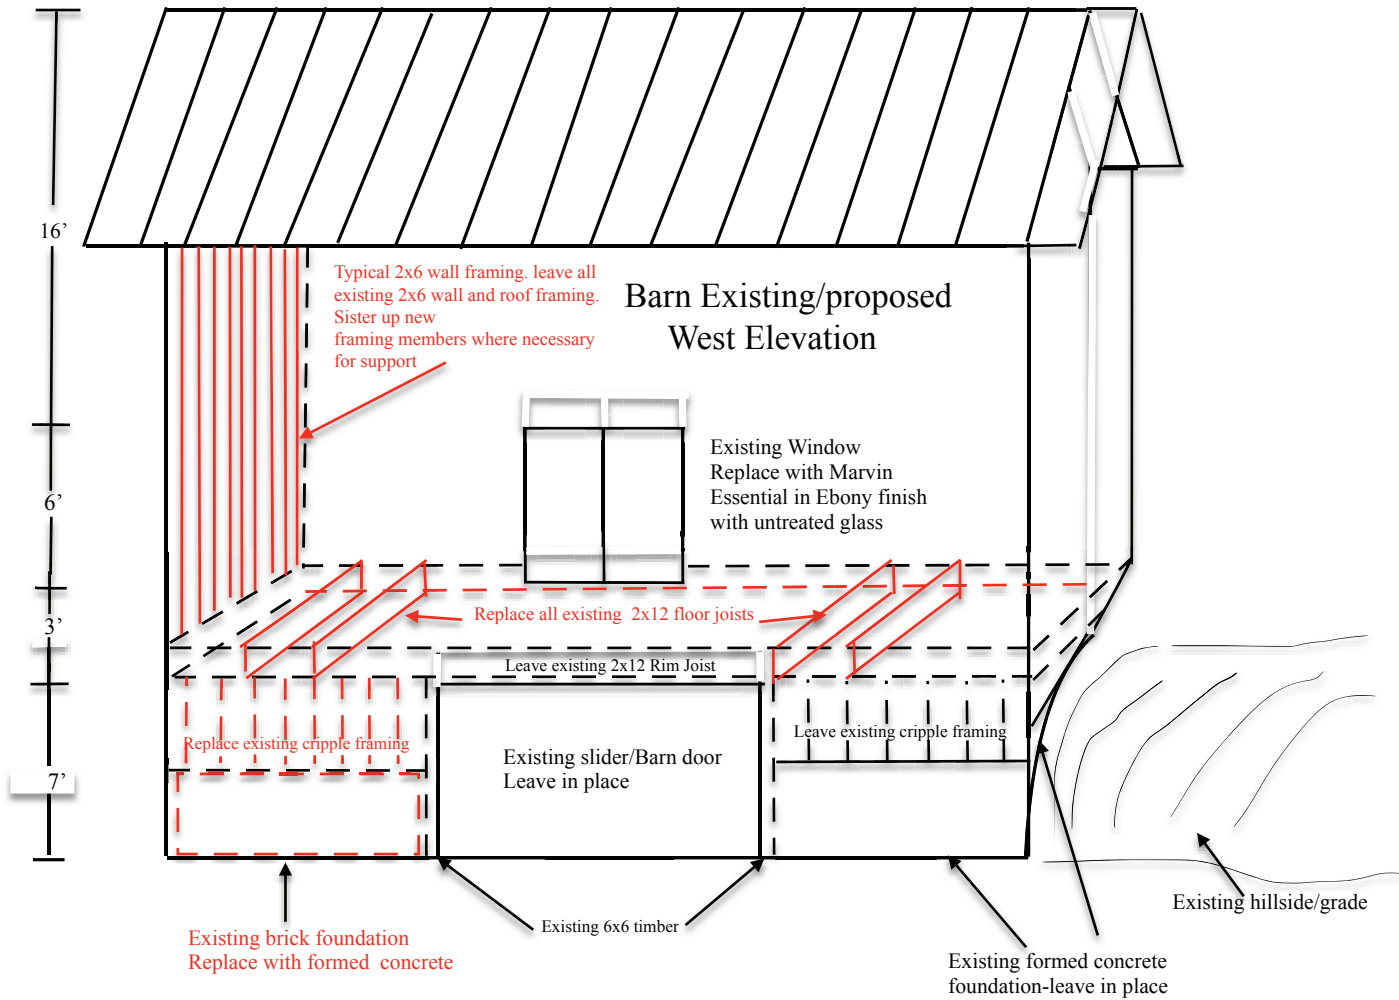 16’
Typical 2x6 wall framing. leave all
existing 2x6 wall and roof framing.
Sister up new
framing members where necessary
for support
Barn Existing/proposed
West Elevation
6’
Existing Window
Replace with Marvin
Essential in Ebony finish
with untreated glass
3’
Replace all existing 2x12 floor joists
Leave existing 2x12 Rim Joist
Replace existing cripple framing
Leave existing cripple framing
7’
Existing slider/Barn door
Leave in place
Existing hillside/grade
Existing 6x6 timber
Existing brick foundation
Replace with formed concrete
Existing formed concrete
foundation-leave in place